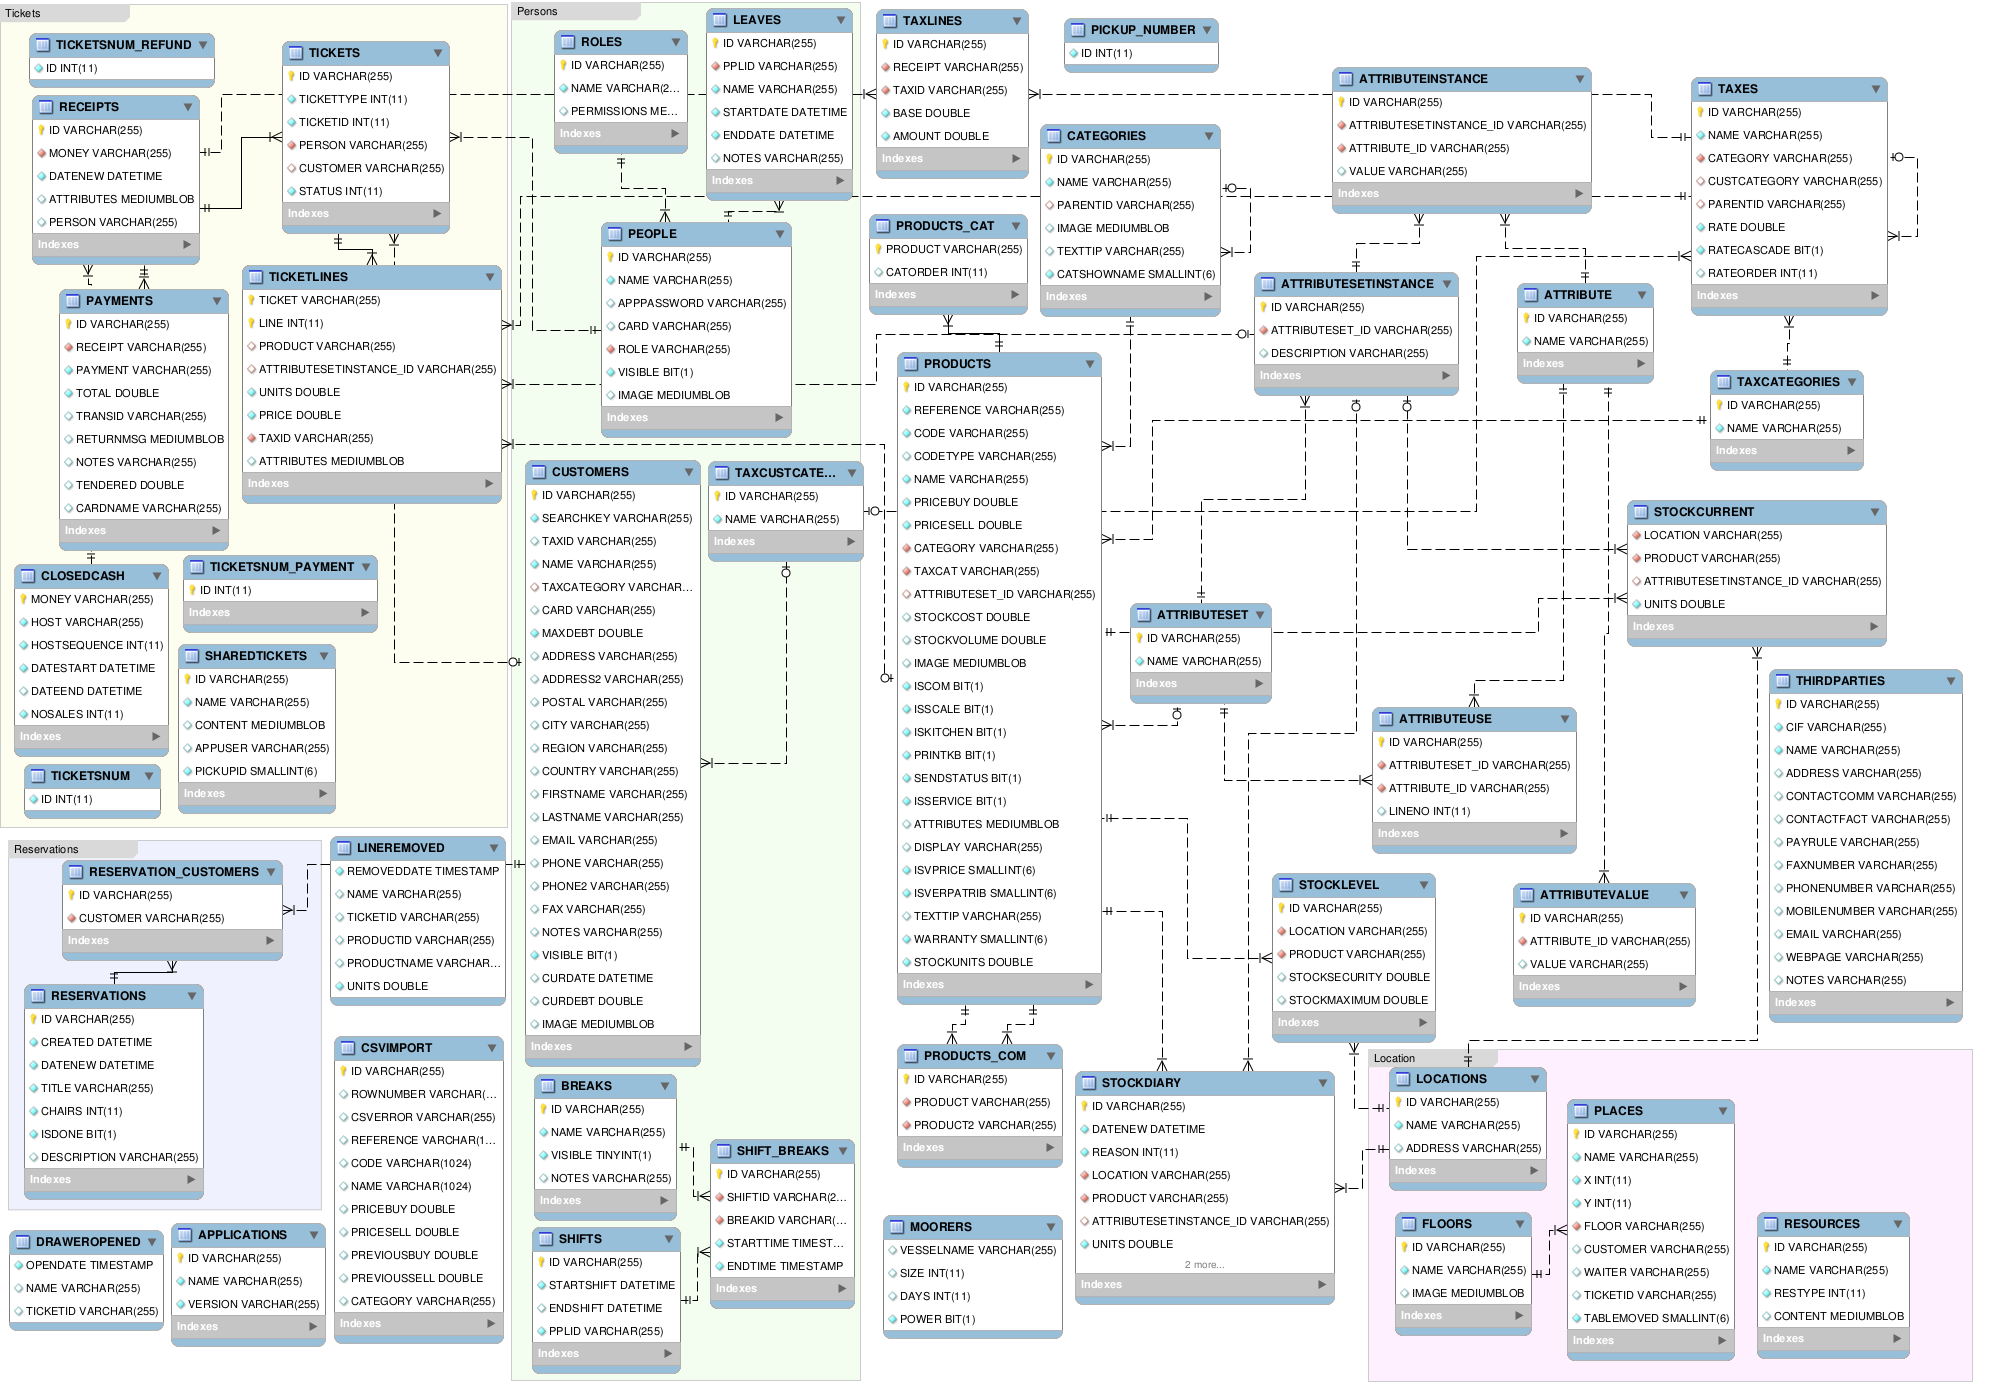 Tickets
TICKETSNUM_REFUND
ID INT(11)
RECEIPTS
ID VARCHAR(255)
MONEY VARCHAR(255)
DATENEW DATETIME
ATTRIBUTES MEDIUMBLOB
PERSON VARCHAR(255)
Indexes
TICKETS
ID VARCHAR(255)
TICKETTYPE INT(11)
TICKETID INT(11)
PERSON VARCHAR(255)
CUSTOMER VARCHAR(255)
STATUS INT(11)
Indexes
PAYMENTS
ID VARCHAR(255)
RECEIPT VARCHAR(255)
PAYMENT VARCHAR(255)
TOTAL DOUBLE
TRANSID VARCHAR(255)
RETURNMSG MEDIUMBLOB
NOTES VARCHAR(255)
TENDERED DOUBLE
CARDNAME VARCHAR(255)
Indexes
TICKETLINES
TICKET VARCHAR(255)
LINE INT(11)
PRODUCT VARCHAR(255)
ATTRIBUTESETINSTANCE_ID VARCHAR(255)
UNITS DOUBLE
PRICE DOUBLE
TAXID VARCHAR(255)
ATTRIBUTES MEDIUMBLOB
Indexes
CLOSEDCASH
MONEY VARCHAR(255)
HOST VARCHAR(255)
HOSTSEQUENCE INT(11)
DATESTART DATETIME
DATEEND DATETIME
NOSALES INT(11)
Indexes
TICKETSNUM_PAYMENT
ID INT(11)
Indexes
SHAREDTICKETS
ID VARCHAR(255)
NAME VARCHAR(255)
CONTENT MEDIUMBLOB
APPUSER VARCHAR(255)
PICKUPID SMALLINT(6)
Indexes
TICKETSNUM
ID INT(11)
Reservations
RESERVATION_CUSTOMERS
ID VARCHAR(255)
CUSTOMER VARCHAR(255)
Indexes
RESERVATIONS
ID VARCHAR(255)
CREATED DATETIME
DATENEW DATETIME
TITLE VARCHAR(255)
CHAIRS INT(11)
ISDONE BIT(1)
DESCRIPTION VARCHAR(255)
Indexes
LINEREMOVED
REMOVEDDATE TIMESTAMP
NAME VARCHAR(255)
TICKETID VARCHAR(255)
PRODUCTID VARCHAR(255)
PRODUCTNAME VARCHAR...
UNITS DOUBLE
CSVIMPORT
ID VARCHAR(255)
ROWNUMBER VARCHAR(...
CSVERROR VARCHAR(255)
REFERENCE VARCHAR(1...
CODE VARCHAR(1024)
NAME VARCHAR(1024)
PRICEBUY DOUBLE
PRICESELL DOUBLE
PREVIOUSBUY DOUBLE
PREVIOUSSELL DOUBLE
CATEGORY VARCHAR(255)
Indexes
DRAWEROPENED
OPENDATE TIMESTAMP
NAME VARCHAR(255)
TICKETID VARCHAR(255)
APPLICATIONS
ID VARCHAR(255)
NAME VARCHAR(255)
VERSION VARCHAR(255)
Indexes
Persons
ROLES
ID VARCHAR(255)
NAME VARCHAR(2...
PERMISSIONS ME...
Indexes
LEAVES
ID VARCHAR(255)
PPLID VARCHAR(255)
NAME VARCHAR(255)
STARTDATE DATETIME
ENDDATE DATETIME
NOTES VARCHAR(255)
Indexes
PEOPLE
ID VARCHAR(255)
NAME VARCHAR(255)
APPPASSWORD VARCHAR(255)
CARD VARCHAR(255)
ROLE VARCHAR(255)
VISIBLE BIT(1)
IMAGE MEDIUMBLOB
Indexes
CUSTOMERS
ID VARCHAR(255)
SEARCHKEY VARCHAR(255)
TAXID VARCHAR(255)
NAME VARCHAR(255)
TAXCATEGORY VARCHAR...
CARD VARCHAR(255)
MAXDEBT DOUBLE
ADDRESS VARCHAR(255)
ADDRESS2 VARCHAR(255)
POSTAL VARCHAR(255)
CITY VARCHAR(255)
REGION VARCHAR(255)
COUNTRY VARCHAR(255)
FIRSTNAME VARCHAR(255)
LASTNAME VARCHAR(255)
EMAIL VARCHAR(255)
PHONE VARCHAR(255)
PHONE2 VARCHAR(255)
FAX VARCHAR(255)
NOTES VARCHAR(255)
VISIBLE BIT(1)
CURDATE DATETIME
CURDEBT DOUBLE
IMAGE MEDIUMBLOB
Indexes
TAXCUSTCATE...
ID VARCHAR(255)
NAME VARCHAR(255)
Indexes
BREAKS
ID VARCHAR(255)
NAME VARCHAR(255)
VISIBLE TINYINT(1)
NOTES VARCHAR(255)
Indexes
SHIFTS
ID VARCHAR(255)
STARTSHIFT DATETIME
ENDSHIFT DATETIME
PPLID VARCHAR(255)
Indexes
SHIFT_BREAKS
ID VARCHAR(255)
SHIFTID VARCHAR(2...
BREAKID VARCHAR(...
STARTTIME TIMEST...
ENDTIME TIMESTAMP
Indexes
TAXLINES
ID VARCHAR(255)
RECEIPT VARCHAR(255)
TAXID VARCHAR(255)
BASE DOUBLE
AMOUNT DOUBLE
Indexes
PICKUP_NUMBER
ID INT(11)
CATEGORIES
ID VARCHAR(255)
NAME VARCHAR(255)
PARENTID VARCHAR(255)
IMAGE MEDIUMBLOB
TEXTTIP VARCHAR(255)
CATSHOWNAME SMALLINT(6)
Indexes
PRODUCTS_CAT
PRODUCT VARCHAR(255)
CATORDER INT(11)
Indexes
PRODUCTS
ID VARCHAR(255)
REFERENCE VARCHAR(255)
CODE VARCHAR(255)
CODETYPE VARCHAR(255)
NAME VARCHAR(255)
PRICEBUY DOUBLE
PRICESELL DOUBLE
CATEGORY VARCHAR(255)
TAXCAT VARCHAR(255)
ATTRIBUTESET_ID VARCHAR(255)
STOCKCOST DOUBLE
STOCKVOLUME DOUBLE
IMAGE MEDIUMBLOB
ISCOM BIT(1)
ISSCALE BIT(1)
ISKITCHEN BIT(1)
PRINTKB BIT(1)
SENDSTATUS BIT(1)
ISSERVICE BIT(1)
ATTRIBUTES MEDIUMBLOB
DISPLAY VARCHAR(255)
ISVPRICE SMALLINT(6)
ISVERPATRIB SMALLINT(6)
TEXTTIP VARCHAR(255)
WARRANTY SMALLINT(6)
STOCKUNITS DOUBLE
Indexes
PRODUCTS_COM
ID VARCHAR(255)
PRODUCT VARCHAR(255)
PRODUCT2 VARCHAR(255)
Indexes
MOORERS
VESSELNAME VARCHAR(255)
SIZE INT(11)
DAYS INT(11)
POWER BIT(1)
STOCKDIARY
ID VARCHAR(255)
DATENEW DATETIME
REASON INT(11)
LOCATION VARCHAR(255)
PRODUCT VARCHAR(255)
ATTRIBUTESETINSTANCE_ID VARCHAR(255)
UNITS DOUBLE
2 more...
Indexes
ATTRIBUTEINSTANCE
ID VARCHAR(255)
ATTRIBUTESETINSTANCE_ID VARCHAR(255)
ATTRIBUTE_ID VARCHAR(255)
VALUE VARCHAR(255)
Indexes
TAXES
ID VARCHAR(255)
NAME VARCHAR(255)
CATEGORY VARCHAR(255)
CUSTCATEGORY VARCHAR(255)
PARENTID VARCHAR(255)
RATE DOUBLE
RATECASCADE BIT(1)
RATEORDER INT(11)
Indexes
ATTRIBUTESETINSTANCE
ID VARCHAR(255)
ATTRIBUTESET_ID VARCHAR(255)
DESCRIPTION VARCHAR(255)
Indexes
ATTRIBUTE
ID VARCHAR(255)
NAME VARCHAR(255)
Indexes
TAXCATEGORIES
ID VARCHAR(255)
NAME VARCHAR(255)
Indexes
STOCKCURRENT
LOCATION VARCHAR(255)
PRODUCT VARCHAR(255)
ATTRIBUTESETINSTANCE_ID VARCHAR(255)
UNITS DOUBLE
Indexes
ATTRIBUTESET
ID VARCHAR(255)
NAME VARCHAR(255)
Indexes
ATTRIBUTEUSE
ID VARCHAR(255)
ATTRIBUTESET_ID VARCHAR(255)
ATTRIBUTE_ID VARCHAR(255)
LINENO INT(11)
Indexes
STOCKLEVEL
ID VARCHAR(255)
LOCATION VARCHAR(255)
PRODUCT VARCHAR(255)
STOCKSECURITY DOUBLE
STOCKMAXIMUM DOUBLE
Indexes
ATTRIBUTEVALUE
ID VARCHAR(255)
ATTRIBUTE_ID VARCHAR(255)
VALUE VARCHAR(255)
Indexes
THIRDPARTIES
ID VARCHAR(255)
CIF VARCHAR(255)
NAME VARCHAR(255)
ADDRESS VARCHAR(255)
CONTACTCOMM VARCHAR(255)
CONTACTFACT VARCHAR(255)
PAYRULE VARCHAR(255)
FAXNUMBER VARCHAR(255)
PHONENUMBER VARCHAR(255)
MOBILENUMBER VARCHAR(255)
EMAIL VARCHAR(255)
WEBPAGE VARCHAR(255)
NOTES VARCHAR(255)
Indexes
Location
LOCATIONS
ID VARCHAR(255)
NAME VARCHAR(255)
ADDRESS VARCHAR(255)
Indexes
FLOORS
ID VARCHAR(255)
NAME VARCHAR(255)
IMAGE MEDIUMBLOB
Indexes
PLACES
ID VARCHAR(255)
NAME VARCHAR(255)
X INT(11)
Y INT(11)
FLOOR VARCHAR(255)
CUSTOMER VARCHAR(255)
WAITER VARCHAR(255)
TICKETID VARCHAR(255)
TABLEMOVED SMALLINT(6)
Indexes
RESOURCES
ID VARCHAR(255)
NAME VARCHAR(255)
RESTYPE INT(11)
CONTENT MEDIUMBLOB
Indexes